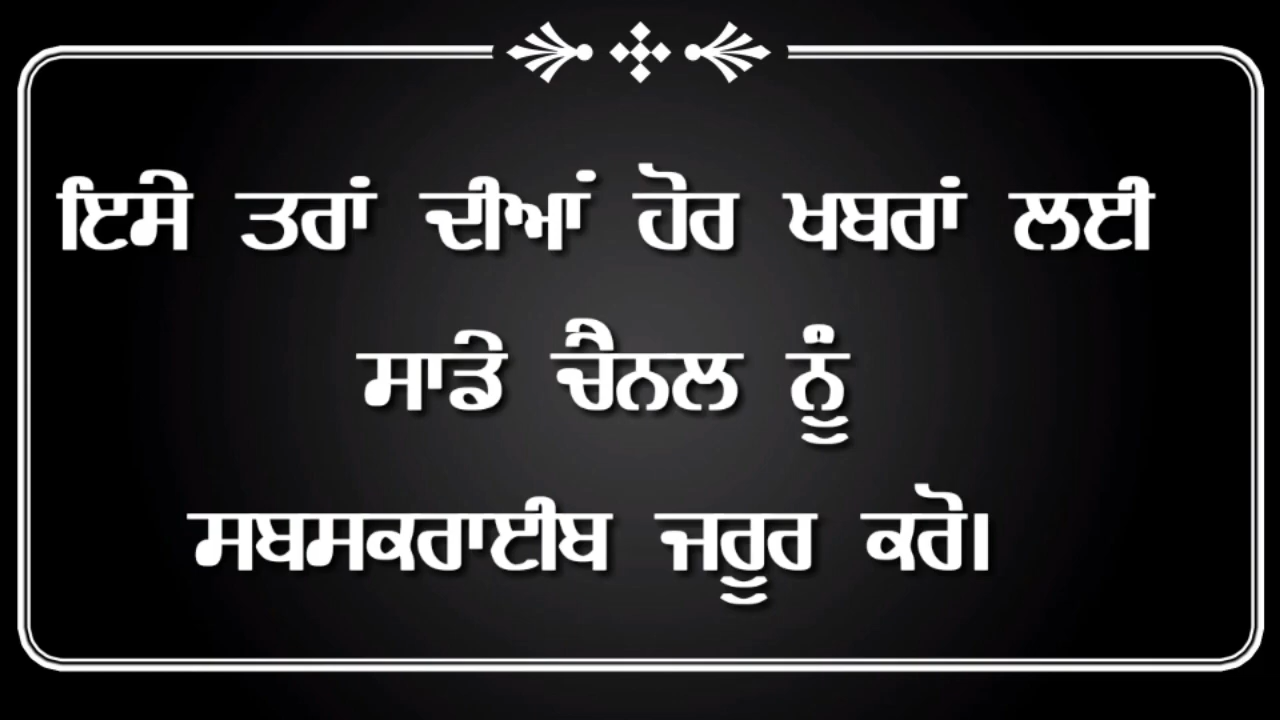 ਇਸੇ ਤਰਾਂ ਦੀਆਂ ਹੋਰ ਖਬਰਾਂ ਲਈ
ਸਾਡੇ ਚੈਨਲ ਨੂੰ
ਸਬਸਕਰਾਈਬ ਜਰੂਰ ਕਰੋ।